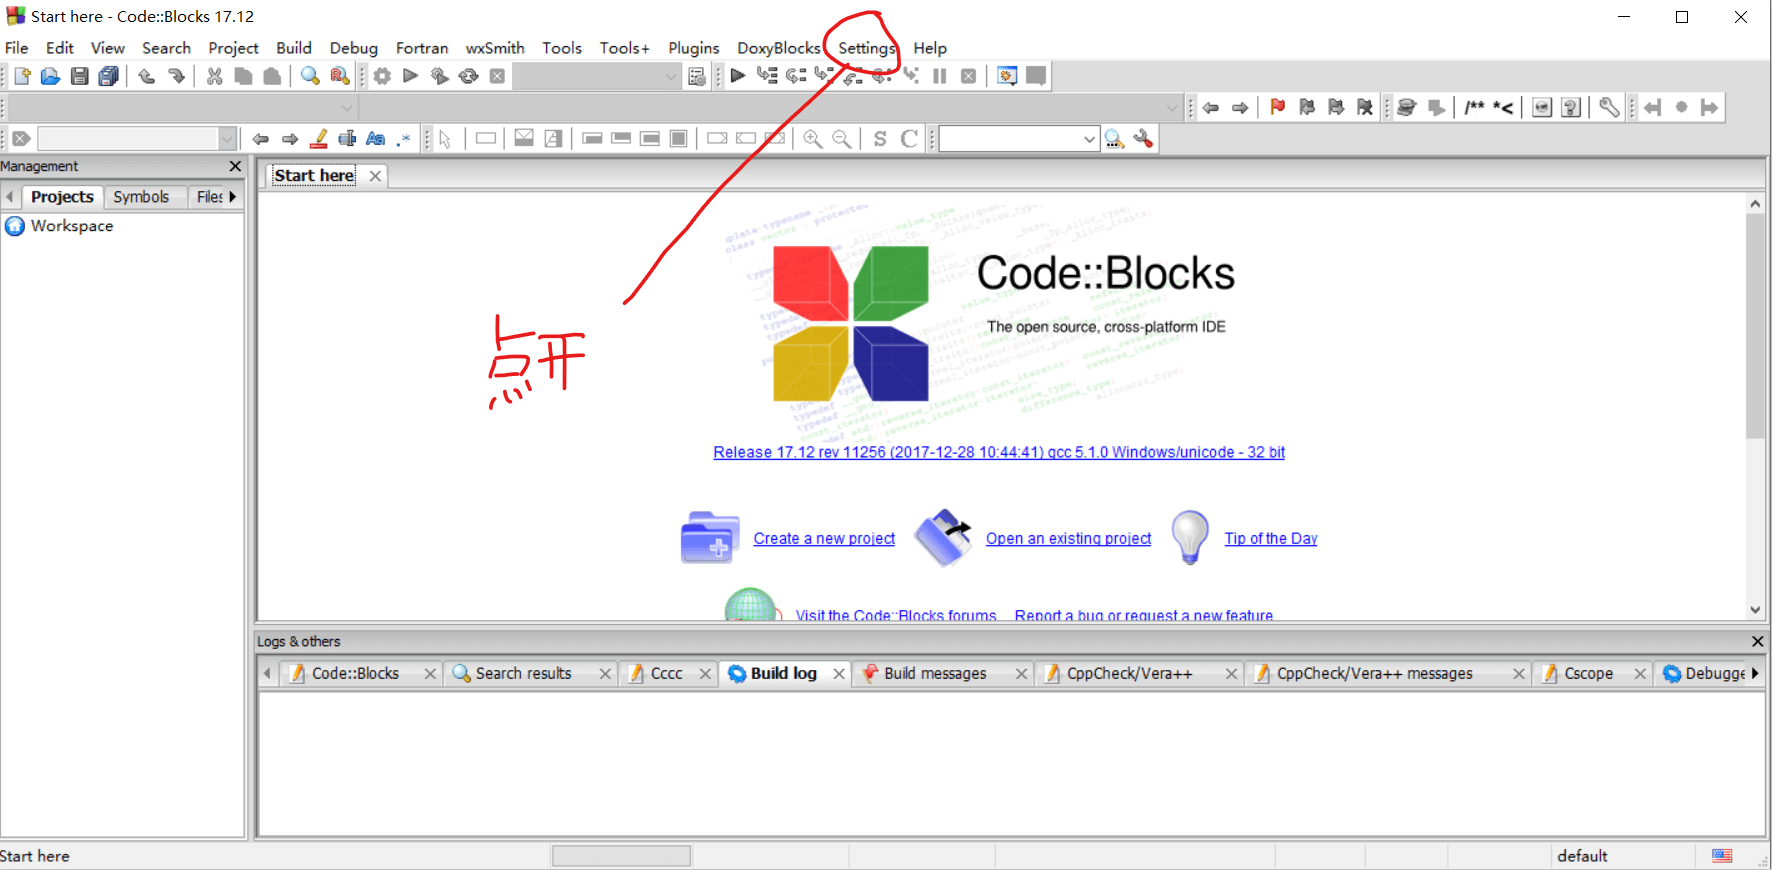 Start here - Code::Blocks 17.12
File Edit View Search Project Build Debug Fortran wxSmith Tools Tools+ Plugins DoxyBlocks Settings Help
/** *<
Aa .*
S C
Management
Start here
Projects Symbols Files
Workspace
Code::Blocks
The open source, cross-platform IDE
点开
Release 17.12 rev 11256 (2017-12-28 10:44:41) gcc 5.1.0 Windows/unicode - 32 bit
Create a new project Open an existing project Tip of the Day
Visit the Code::Blocks forums Report a bug or request a new feature
Logs & others
Code::Blocks Search results Cccc Build log Build messages CppCheck/Vera++ CppCheck/Vera++ messages Cscope Debugge
Start here default